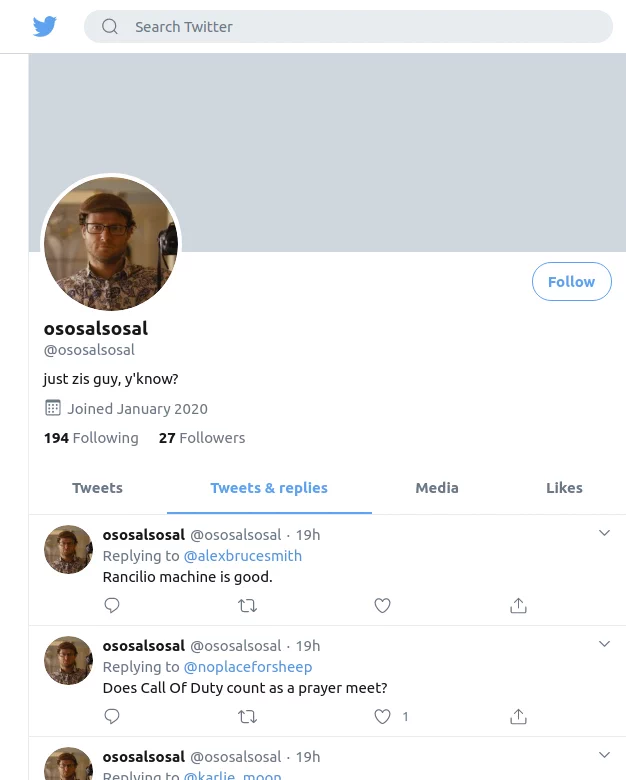 Search Twitter
Follow
ososalsosal
@ososalsosal
just zis guy, y'know?
Joined January 2020
194 Following 27 Followers
Tweets Tweets & replies Media Likes
ososalsosal @ososalsosal · 19h
Replying to @alexbrucesmith
Rancilio machine is good.
ososalsosal @ososalsosal · 19h
Replying to @noplaceforsheep
Does Call Of Duty count as a prayer meet?
1
ososalsosal @ososalsosal · 19h
Replying to @karlie_moon